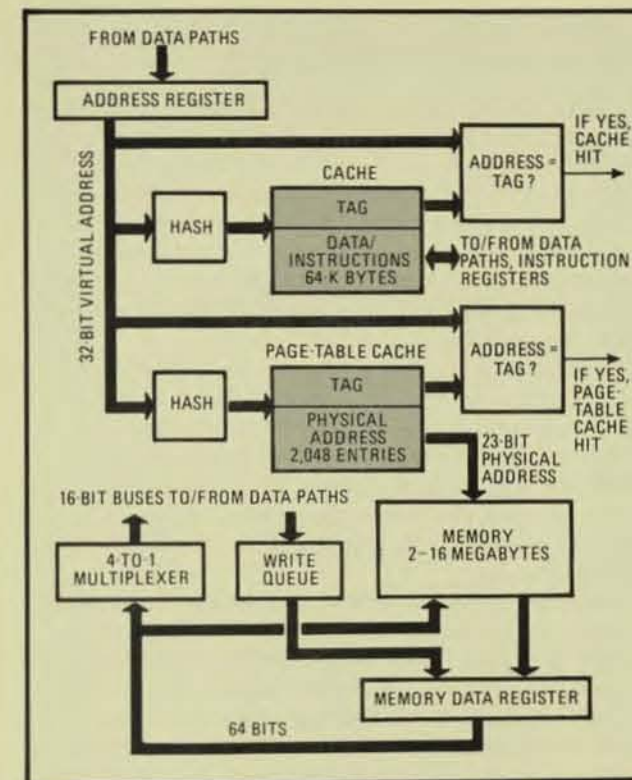 FROM DATA PATHS
ADDRESS REGISTER
32-BIT VIRTUAL ADDRESS
HASH
CACHE
TAG
DATA/
INSTRUCTIONS
64-K BYTES
ADDRESS =
TAG?
IF YES,
CACHE
HIT
TO/FROM DATA
PATHS, INSTRUCTION
REGISTERS
HASH
PAGE-TABLE CACHE
TAG
PHYSICAL
ADDRESS
2,048 ENTRIES
ADDRESS =
TAG?
IF YES,
PAGE-
TABLE
CACHE
HIT
23-BIT
PHYSICAL
ADDRESS
16-BIT BUSES TO/FROM DATA PATHS
4-TO-1
MULTIPLEXER
WRITE
QUEUE
MEMORY
2-16 MEGABYTES
MEMORY DATA REGISTER
64 BITS